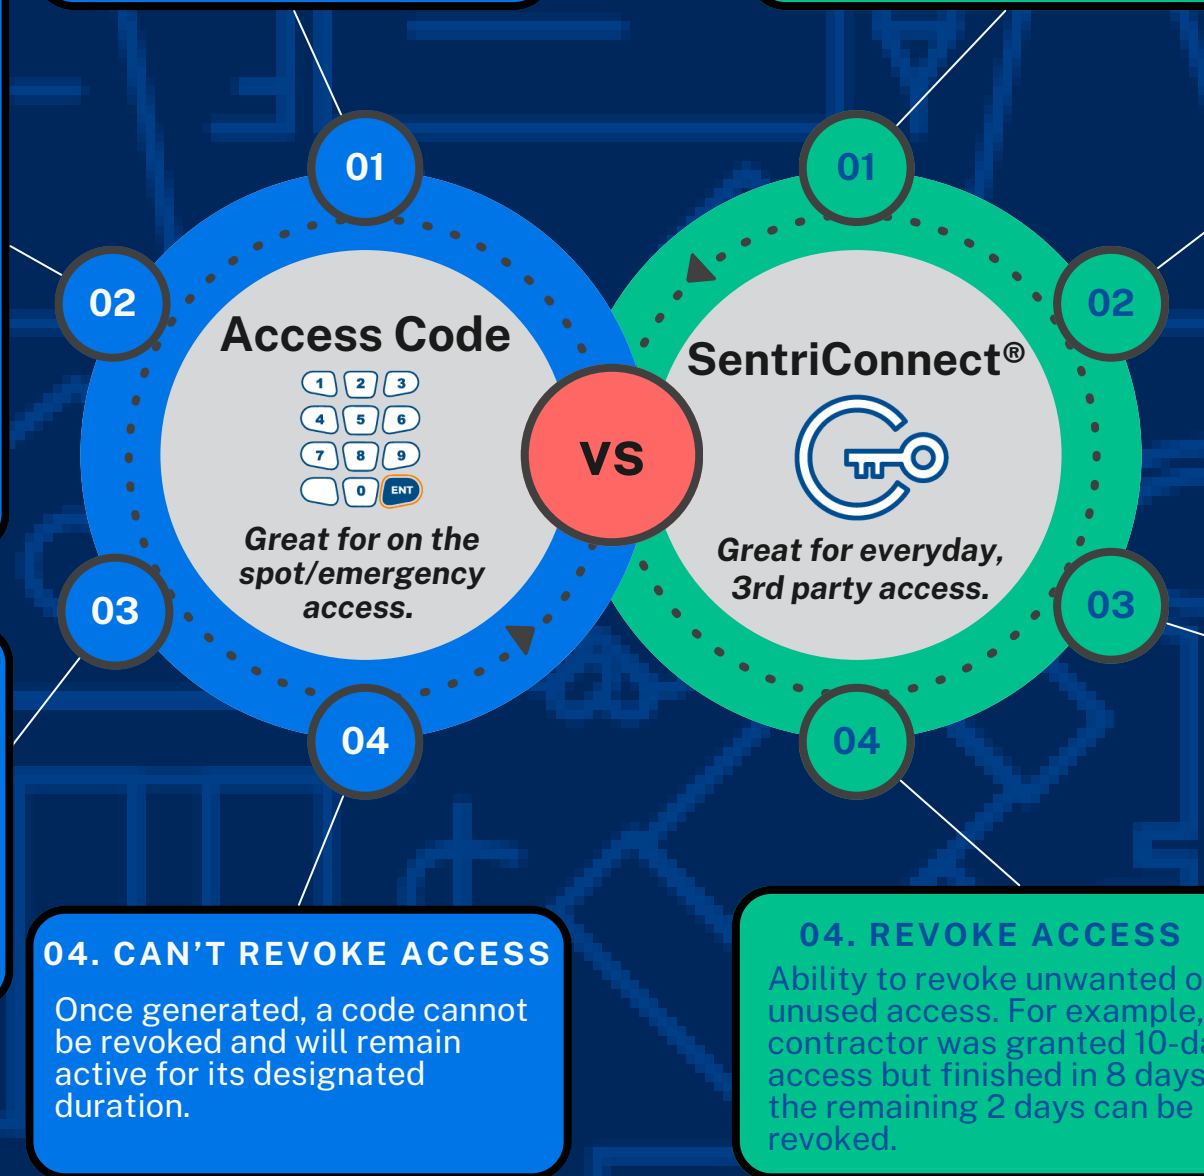 01
01
02
02
Access Code
1 2 3
4 5 6
7 8 9
0 ENT
Great for on the
spot/emergency
access.
VS
SentriConnect®
Great for everyday,
3rd party access.
03
03
04
04
04. CAN'T REVOKE ACCESS
Once generated, a code cannot
be revoked and will remain
active for its designated
duration.
04. REVOKE ACCESS
Ability to revoke unwanted o
unused access. For example,
contractor was granted 10-da
access but finished in 8 days
the remaining 2 days can be
revoked.